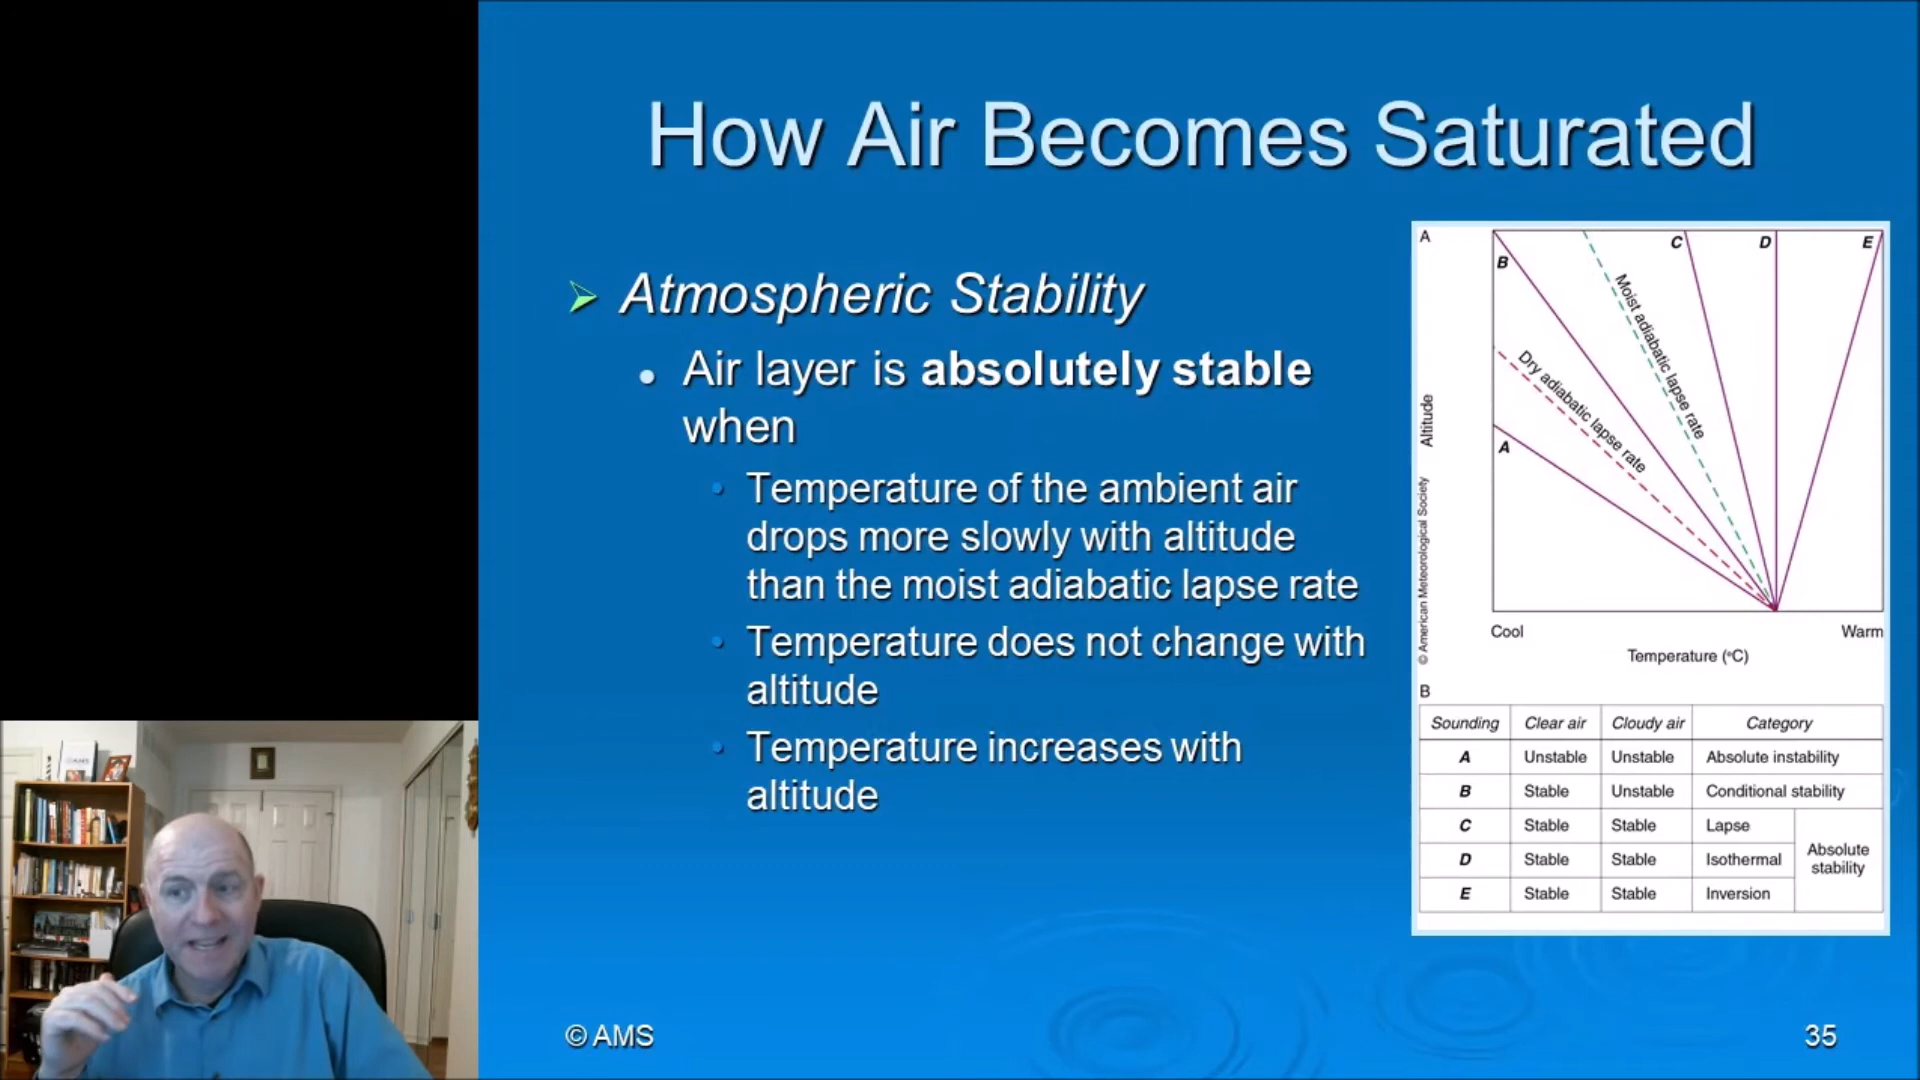 How Air Becomes Saturated
Atmospheric Stability
Air layer is absolutely stable
when
Temperature of the ambient air
drops more slowly with altitude
than the moist adiabatic lapse rate
Temperature does not change with
altitude
Temperature increases with
altitude
A
B
C
D
E
Moist adiabatic lapse rate
Dry adiabatic lapse rate
A
Altitude
© American Meteorological Society
Cool
Warm
Temperature (°C)
B
Sounding Clear air Cloudy air Category
A Unstable Unstable Absolute instability
B Stable Unstable Conditional stability
C Stable Stable Lapse
D Stable Stable Isothermal
E Stable Stable Inversion
Absolute
stability
© AMS
35